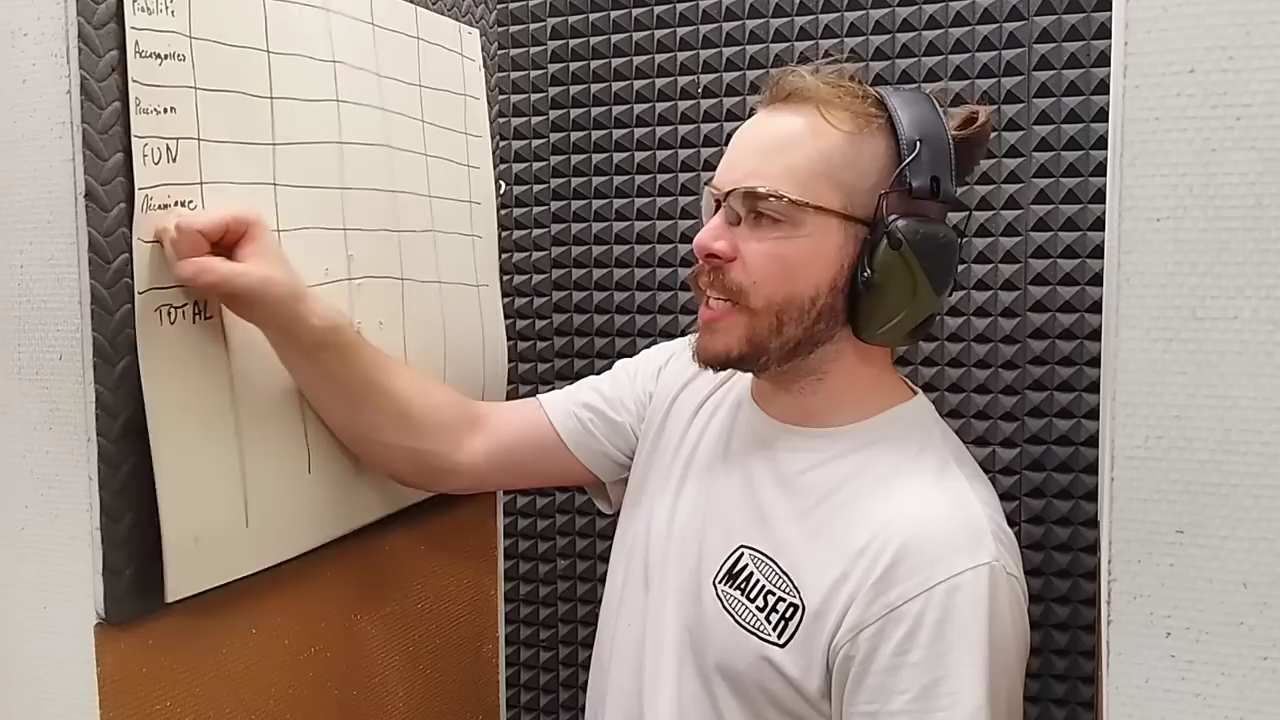 Fiabilité
Accessoires
Précision
FUN
Mécanique
TOTAL
MAUSER